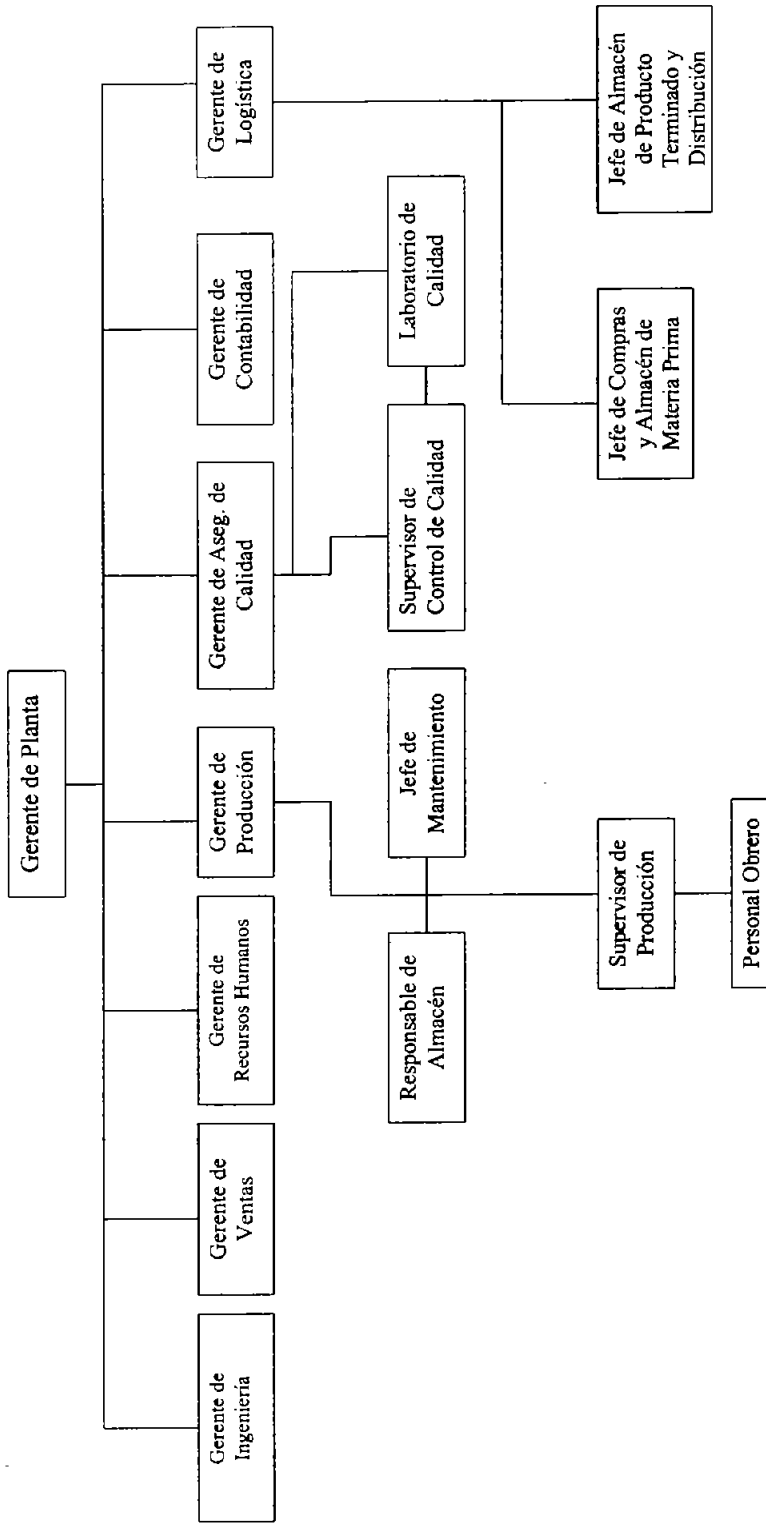 Gerente de Planta
Gerente de
Ingeniería
Gerente de
Ventas
Gerente de
Recursos Humanos
Gerente de
Producción
Gerente de Aseg. de
Calidad
Gerente de
Contabilidad
Gerente de
Logística
Responsable de
Almacén
Jefe de
Mantenimiento
Supervisor de
Control de Calidad
Laboratorio de
Calidad
Supervisor de
Producción
Jefe de Compras
y Almacén de
Materia Prima
Jefe de Almacén
de Producto
Terminado y
Distribución
Personal Obrero